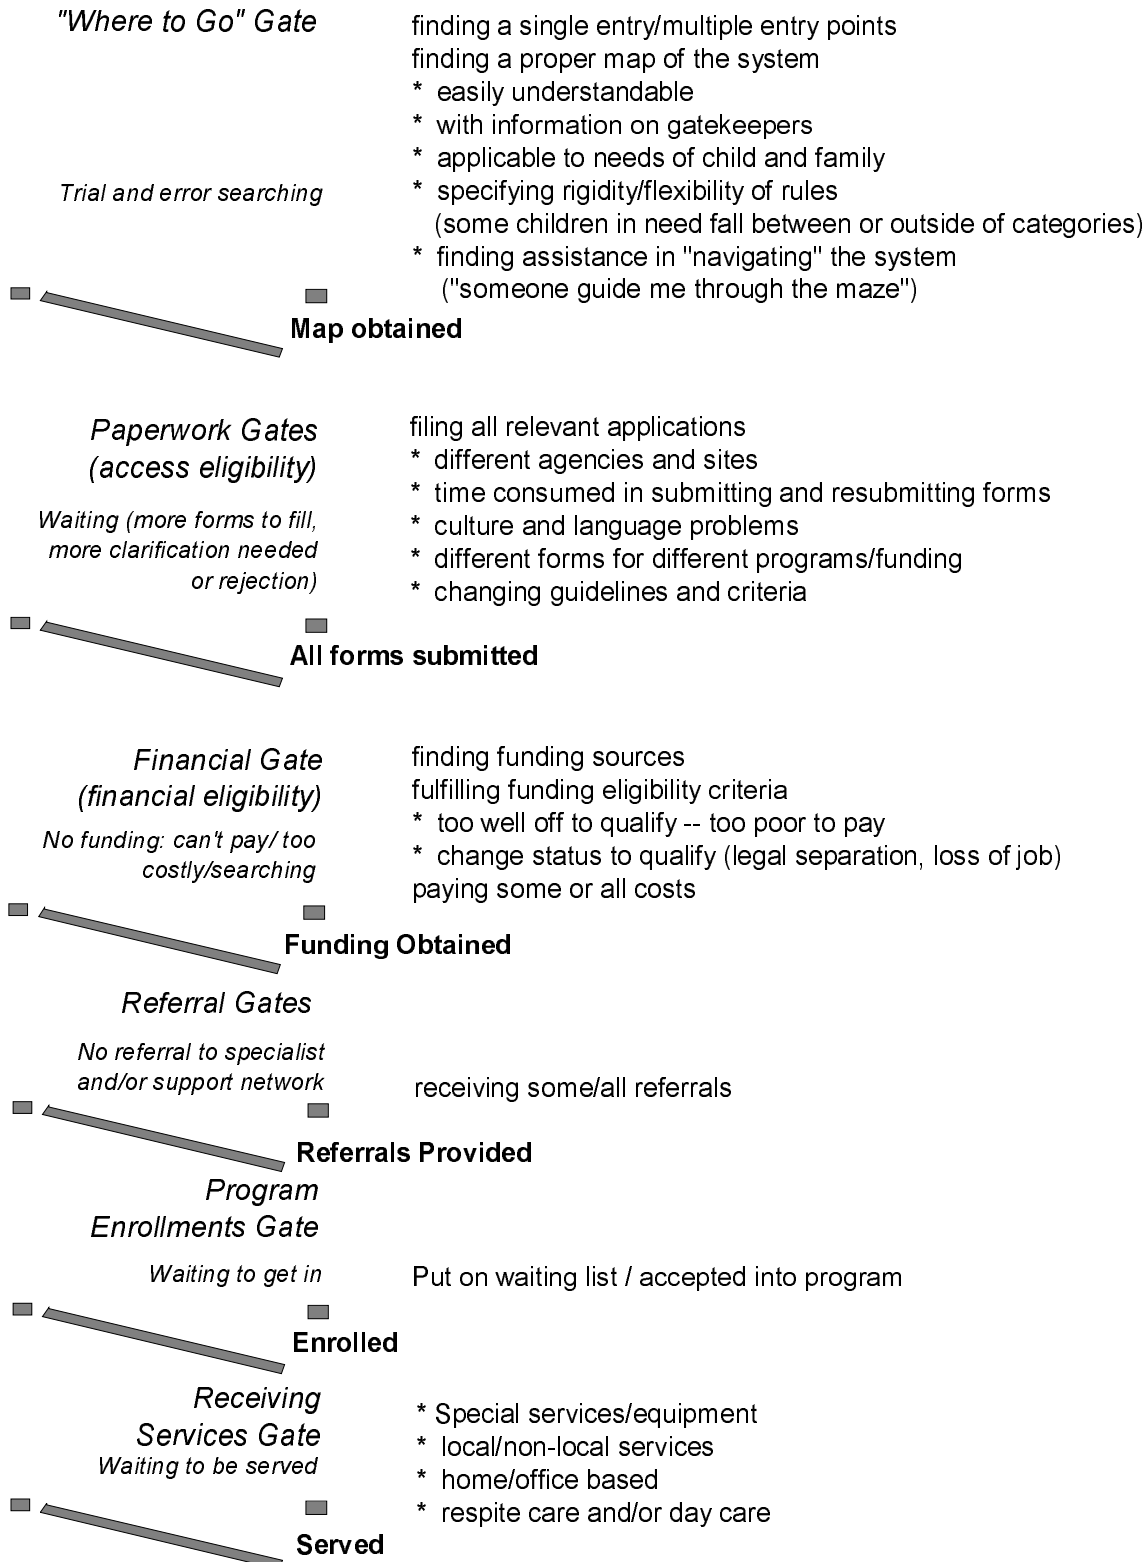 "Where to Go" Gate
finding a single entry/multiple entry points
finding a proper map of the system
* easily understandable
* with information on gatekeepers
* applicable to needs of child and family
Trial and error searching
* specifying rigidity/flexibility of rules
(some children in need fall between or outside of categories)
* finding assistance in "navigating" the system
("someone guide me through the maze")
Map obtained
Paperwork Gates
(access eligibility)
Waiting (more forms to fill,
more clarification needed
or rejection)
filing all relevant applications
* different agencies and sites
* time consumed in submitting and resubmitting forms
* culture and language problems
* different forms for different programs/funding
* changing guidelines and criteria
All forms submitted
Financial Gate
(financial eligibility)
No funding: can't pay/ too
costly/searching
finding funding sources
fulfilling funding eligibility criteria
* too well off to qualify -- too poor to pay
* change status to qualify (legal separation, loss of job)
paying some or all costs
Funding Obtained
Referral Gates
No referral to specialist
and/or support network
receiving some/all referrals
Referrals Provided
Program
Enrollments Gate
Waiting to get in
Put on waiting list / accepted into program
Enrolled
Receiving
Services Gate
Waiting to be served
* Special services/equipment
* local/non-local services
* home/office based
* respite care and/or day care
Served